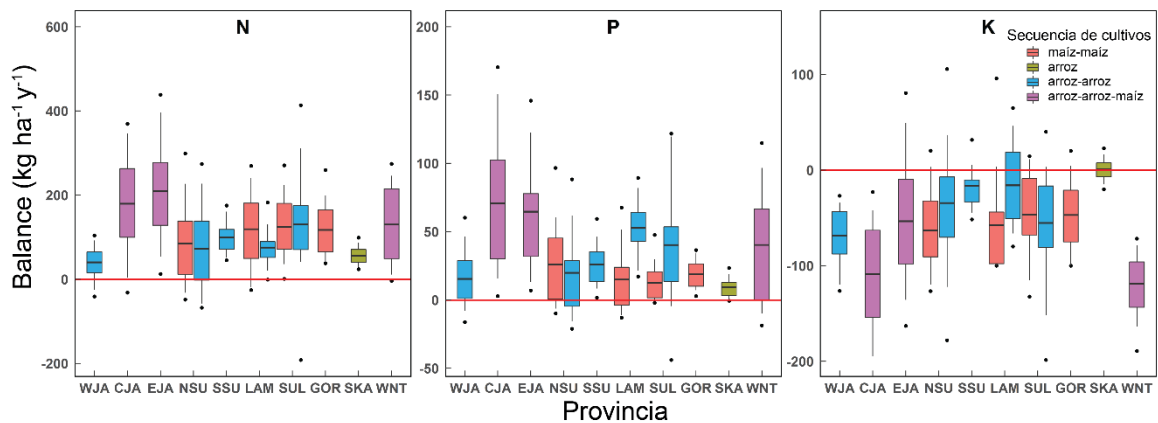 N
P
K
Balance (kg ha⁻¹ y⁻¹)
600
400
200
0
-200
200
150
100
50
0
-50
100
0
-100
-200
Secuencia de cultivos
maíz-maíz
arroz
arroz-arroz
arroz-arroz-maíz
WJA CJA EJA NSU SSU LAM SUL GOR SKA WNT
WJA CJA EJA NSU SSU LAM SUL GOR SKA WNT
WJA CJA EJA NSU SSU LAM SUL GOR SKA WNT
Provincia